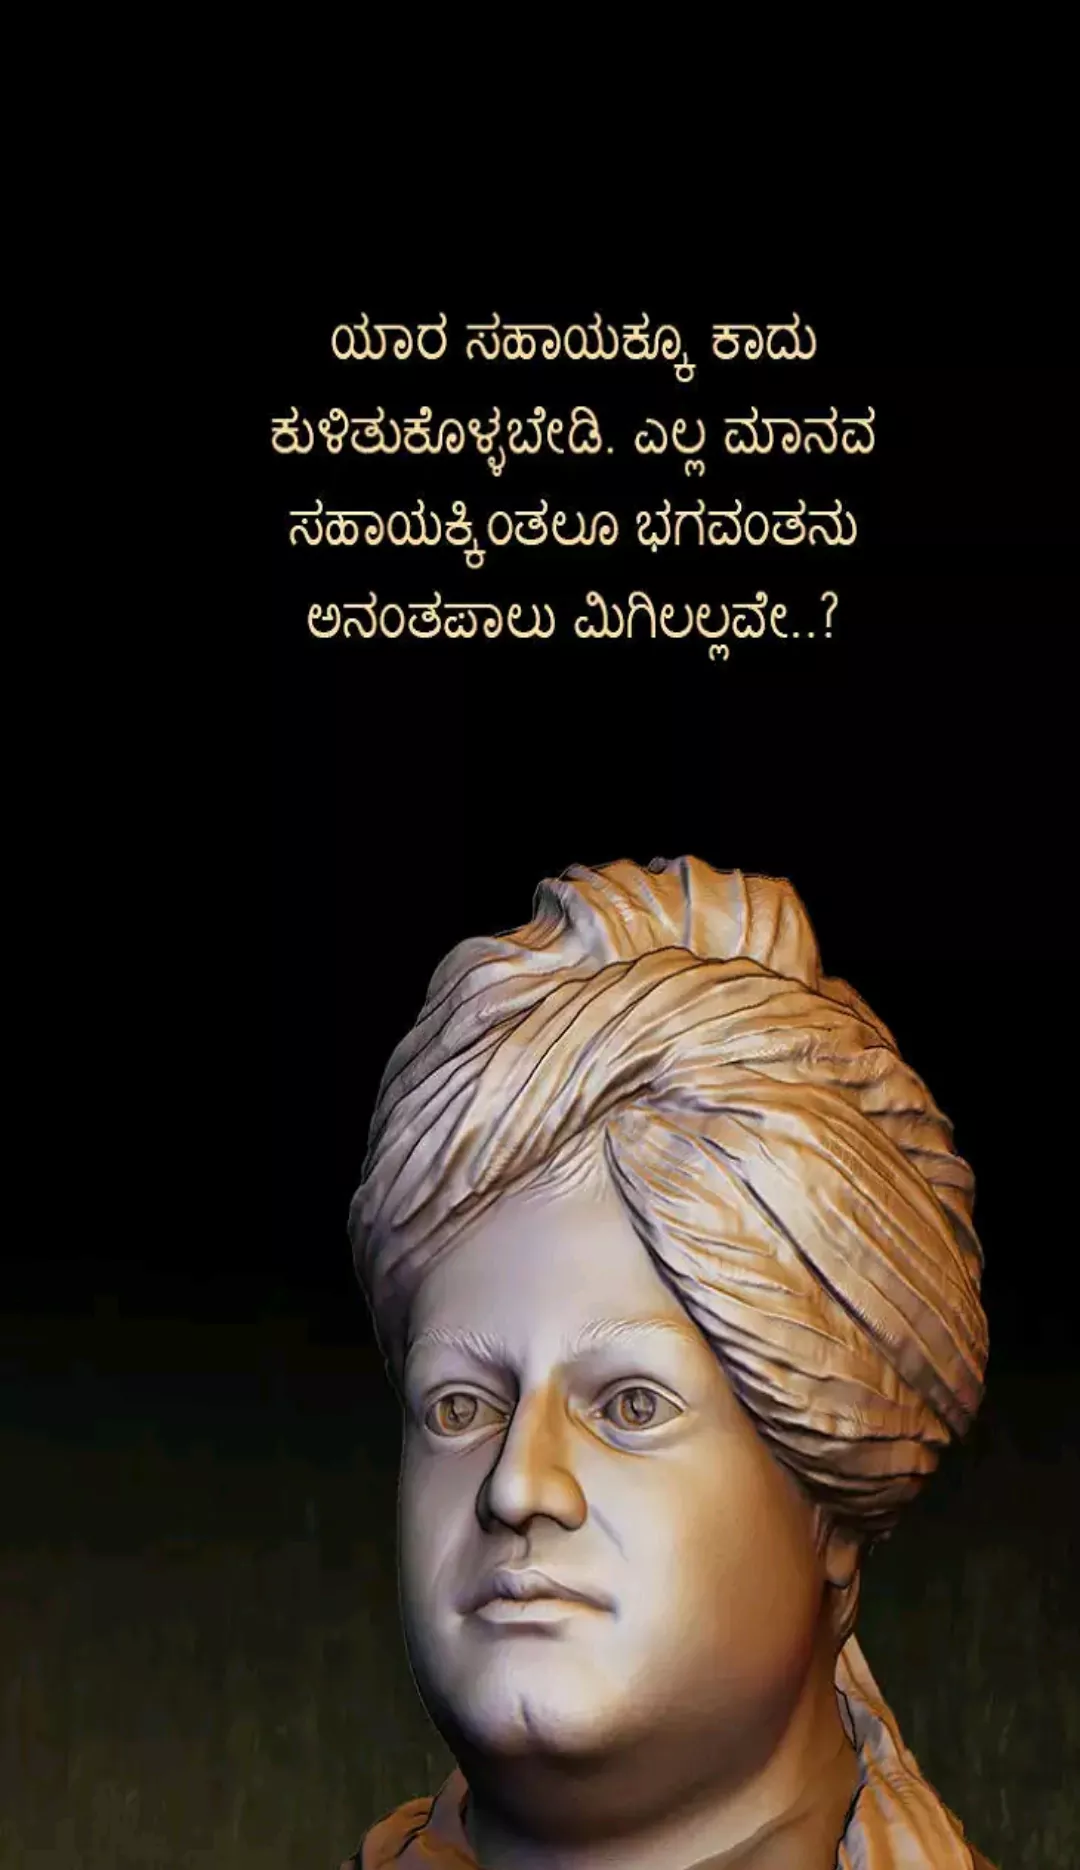 ಯಾರ ಸಹಾಯಕ್ಕೂ ಕಾದು
ಕುಳಿತುಕೊಳ್ಳಬೇಡಿ. ಎಲ್ಲ ಮಾನವ
ಸಹಾಯಕ್ಕಿಂತಲೂ ಭಗವಂತನು
ಅನಂತಪಾಲು ಮಿಗಿಲಲ್ಲವೇ..?